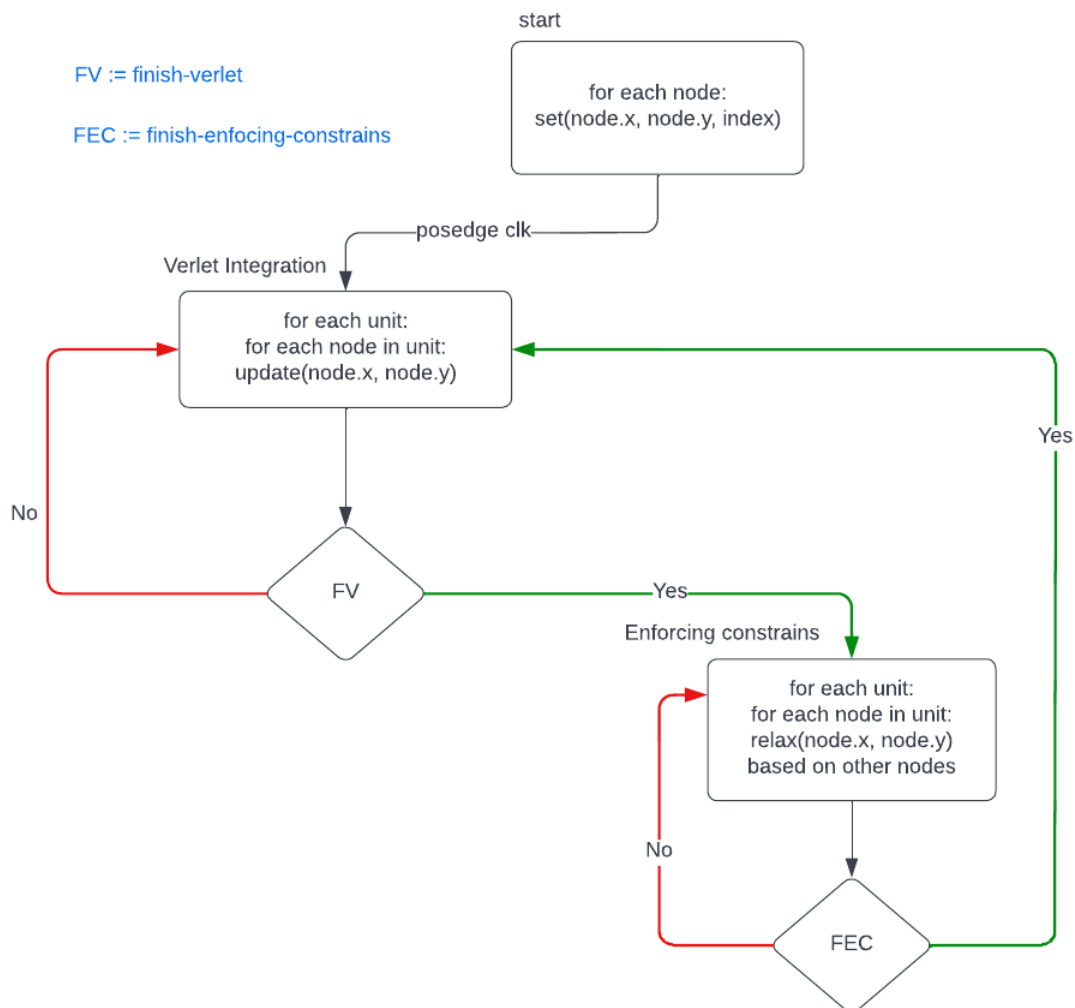 start
FV := finish-verlet
for each node:
set(node.x, node.y, index)
FEC := finish-enfocing-constrains
posedge clk
Verlet Integration
for each unit:
for each node in unit:
update(node.x, node.y)
Yes
No
FV
Yes
Enforcing constrains
for each unit:
for each node in unit:
relax(node.x, node.y)
based on other nodes
No
FEC